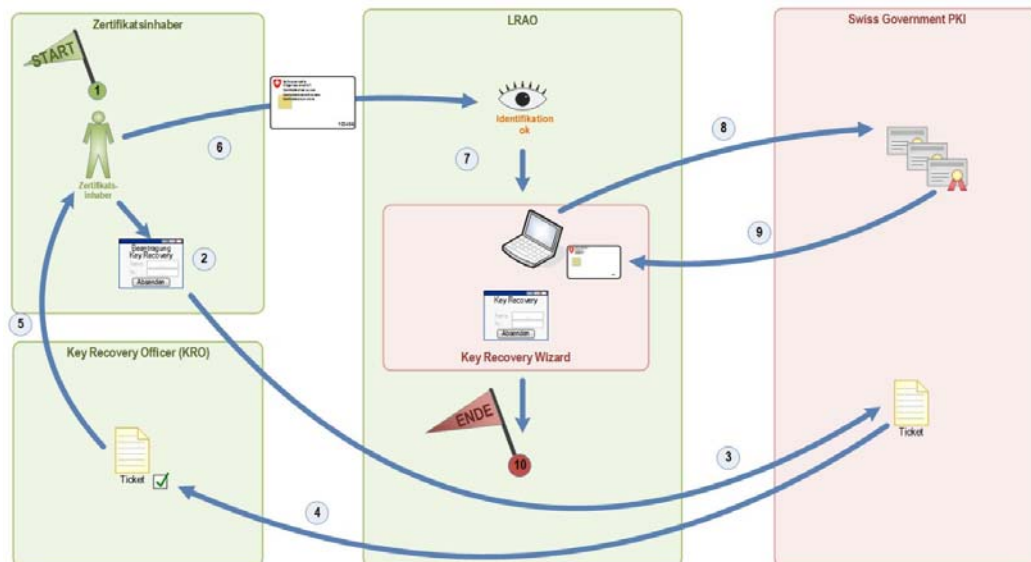 Zertifikatsinhaber
START
1
Zertifikats-
inhaber
Beantragung
Key Recovery
Absenden
2
5
6
Key Recovery Officer (KRO)
Ticket
LRAO
Identifikation
ok
7
Key Recovery
Absenden
Key Recovery Wizard
ENDE
10
4
Swiss Government PKI
8
9
3
Ticket